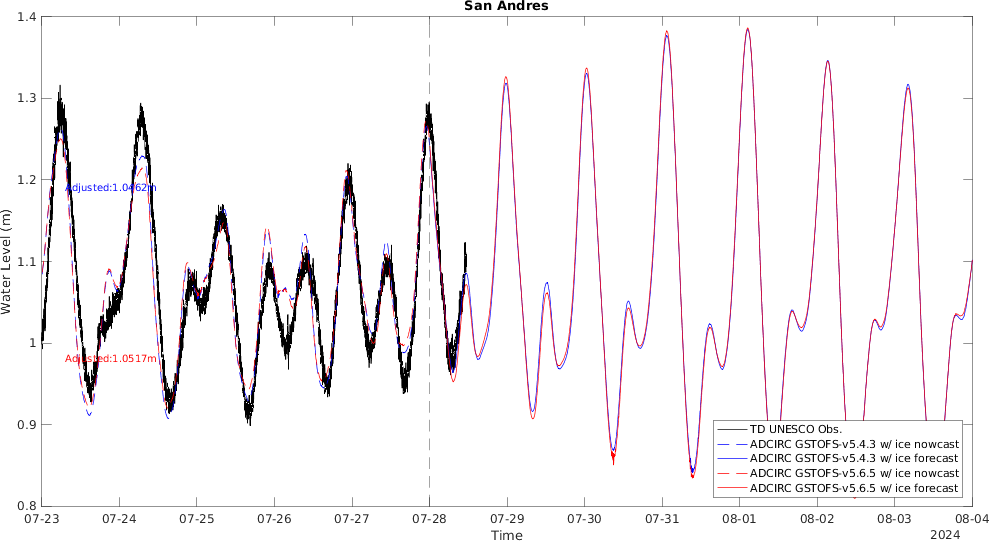 San Andres
1.4
1.3
1.2
1.1
1
0.9
0.8
Water Level (m)
Adjusted:1.0462m
Adjusted:1.0517m
TD UNESCO Obs.
ADCIRC GSTOFS-v5.4.3 w/ ice nowcast
ADCIRC GSTOFS-v5.4.3 w/ ice forecast
ADCIRC GSTOFS-v5.6.5 w/ ice nowcast
ADCIRC GSTOFS-v5.6.5 w/ ice forecast
07-23 07-24 07-25 07-26 07-27 07-28 07-29 07-30 07-31 08-01 08-02 08-03 08-04
Time
2024